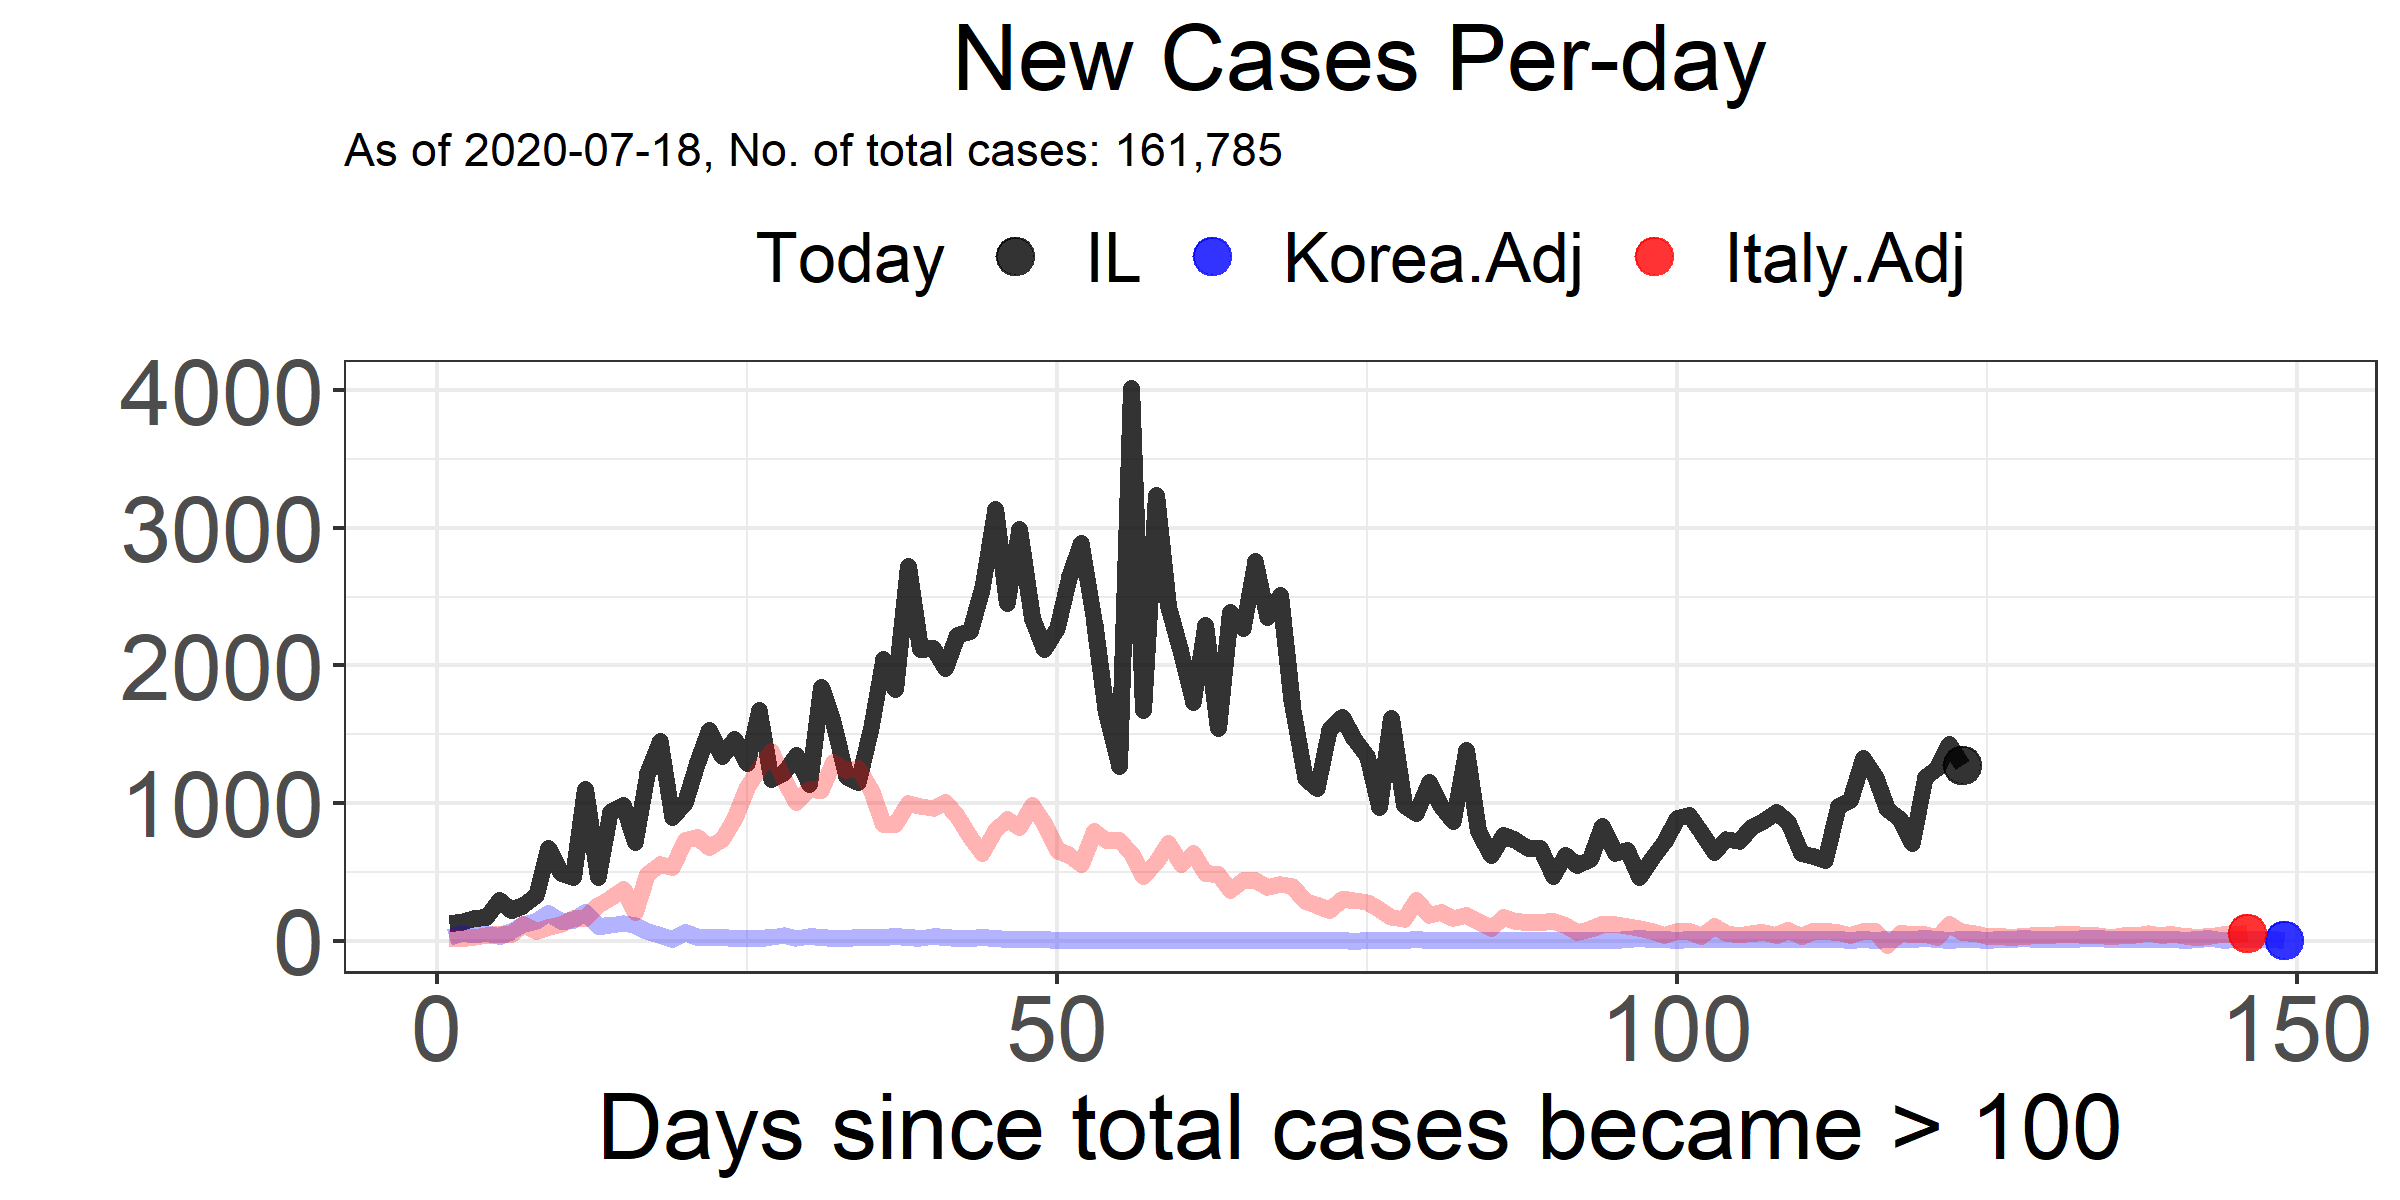 New Cases Per-day
As of 2020-07-18, No. of total cases: 161,785
Today IL Korea.Adj Italy.Adj
4000
3000
2000
1000
0
0 50 100 150
Days since total cases became > 100